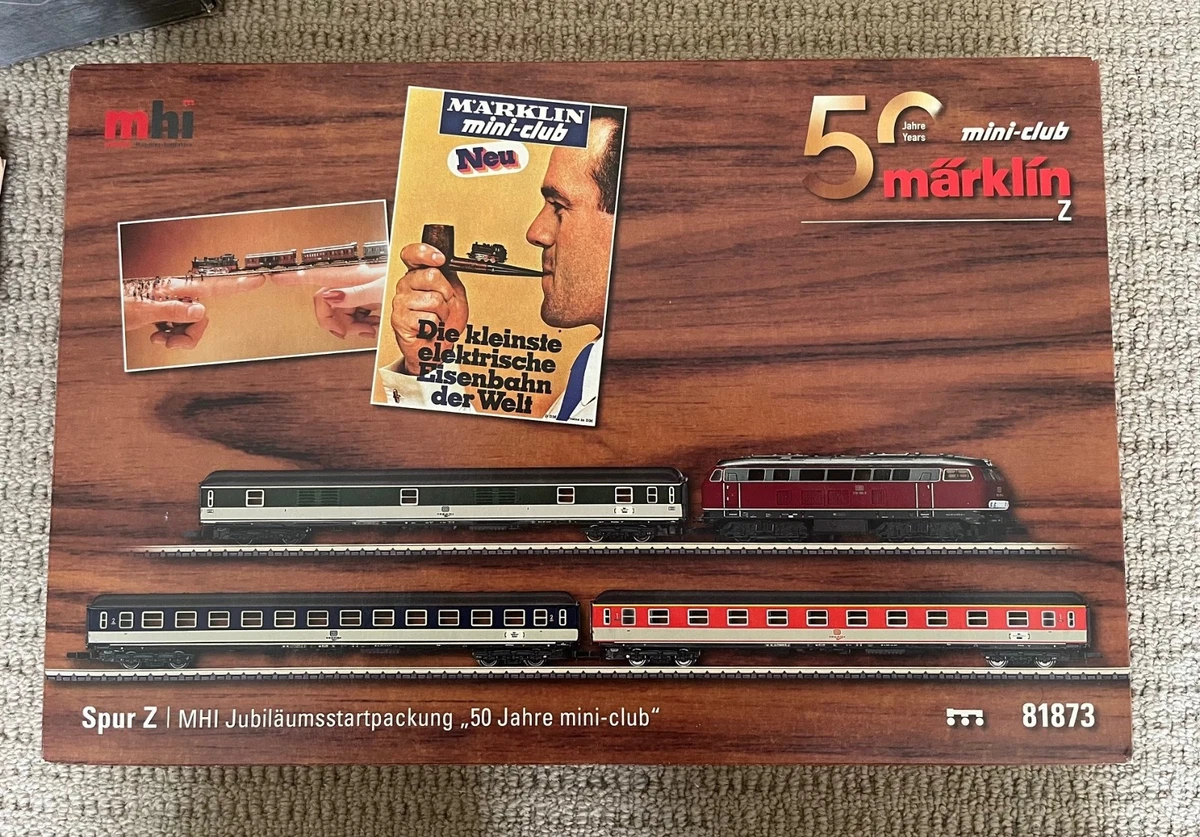 mhi
MÄRKLIN
mini-club
Neu
Die kleinste
elektrische
Eisenbahn
der Welt
50
Jahre
Years
mini-club
märklin
Z
Spur Z | MHI Jubiläumsstartpackung „50 Jahre mini-club“
81873